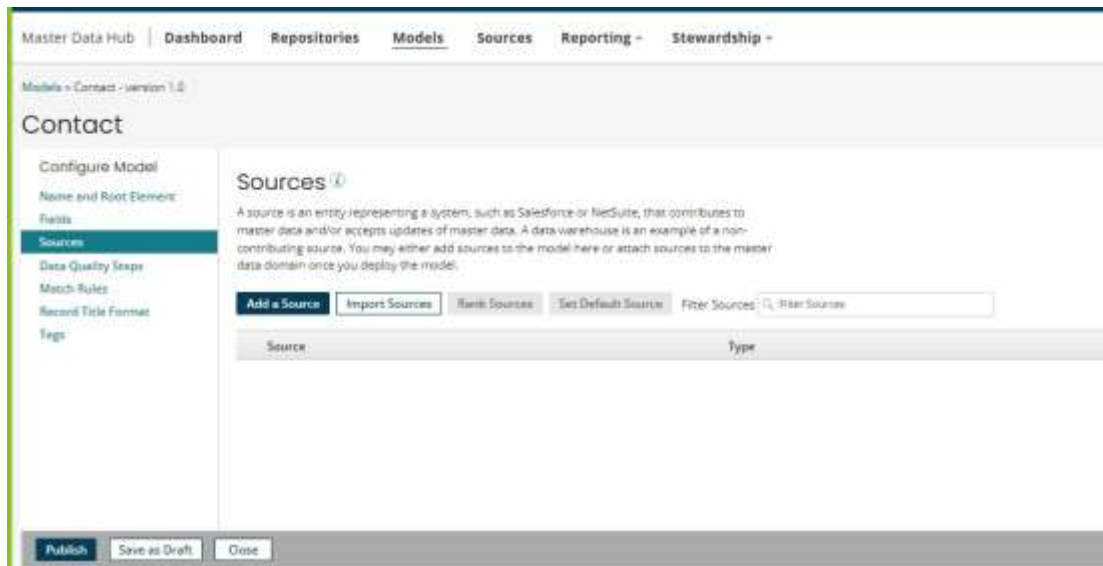 Master Data Hub | Dashboard Repositories Models Sources Reporting Stewardship
Models » Contact - version 1.0
Contact
Configure Model
Name and Root Element
Fields
Sources
Data Quality Steps
Match Rules
Record Title Format
Tags
Sources
A source is an entity representing a system, such as Salesforce or NetSuite, that contributes to
master data and/or accepts updates of master data. A data warehouse is an example of a non-
contributing source. You may either add sources to the model here or attach sources to the master
data domain once you deploy the model.
Add a Source Import Sources Rank Sources Set Default Source Filter Sources Filter Sources
Source Type
Publish Save as Draft Close